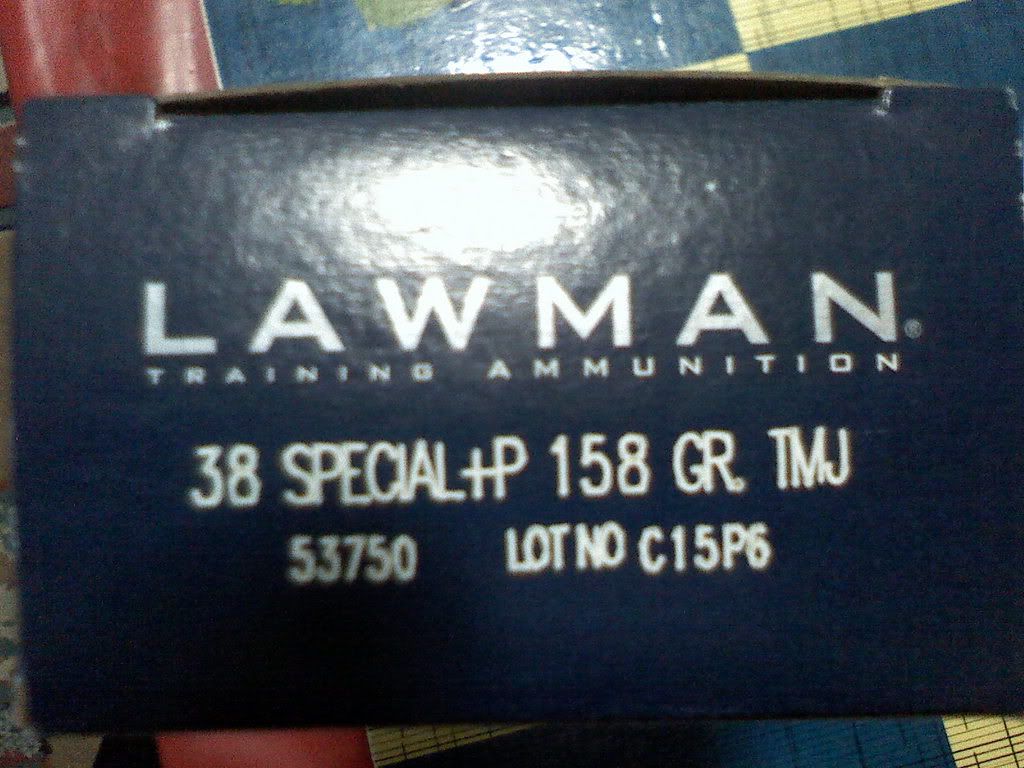 LAWMAN®
TRAINING AMMUNITION
38 SPECIAL+P 158 GR. TMJ
53750 LOT NO C15P6